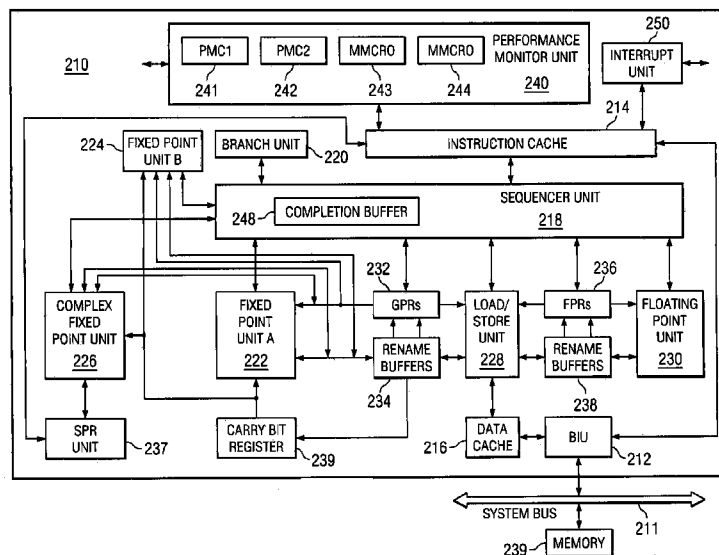 210
PMC1
PMC2
MMCRO
MMCRO
PERFORMANCE
MONITOR UNIT
240
241
242
243
244
250
INTERRUPT
UNIT
214
224
FIXED POINT
UNIT B
BRANCH UNIT
220
INSTRUCTION CACHE
SEQUENCER UNIT
218
248
COMPLETION BUFFER
232
236
COMPLEX
FIXED
POINT UNIT
226
FIXED
POINT
UNIT A
222
GPRs
LOAD/
STORE
UNIT
228
FPRs
FLOATING
POINT
UNIT
230
RENAME
BUFFERS
234
RENAME
BUFFERS
238
SPR
UNIT
237
CARRY BIT
REGISTER
239
216
DATA
CACHE
BIU
212
SYSTEM BUS
211
239
MEMORY